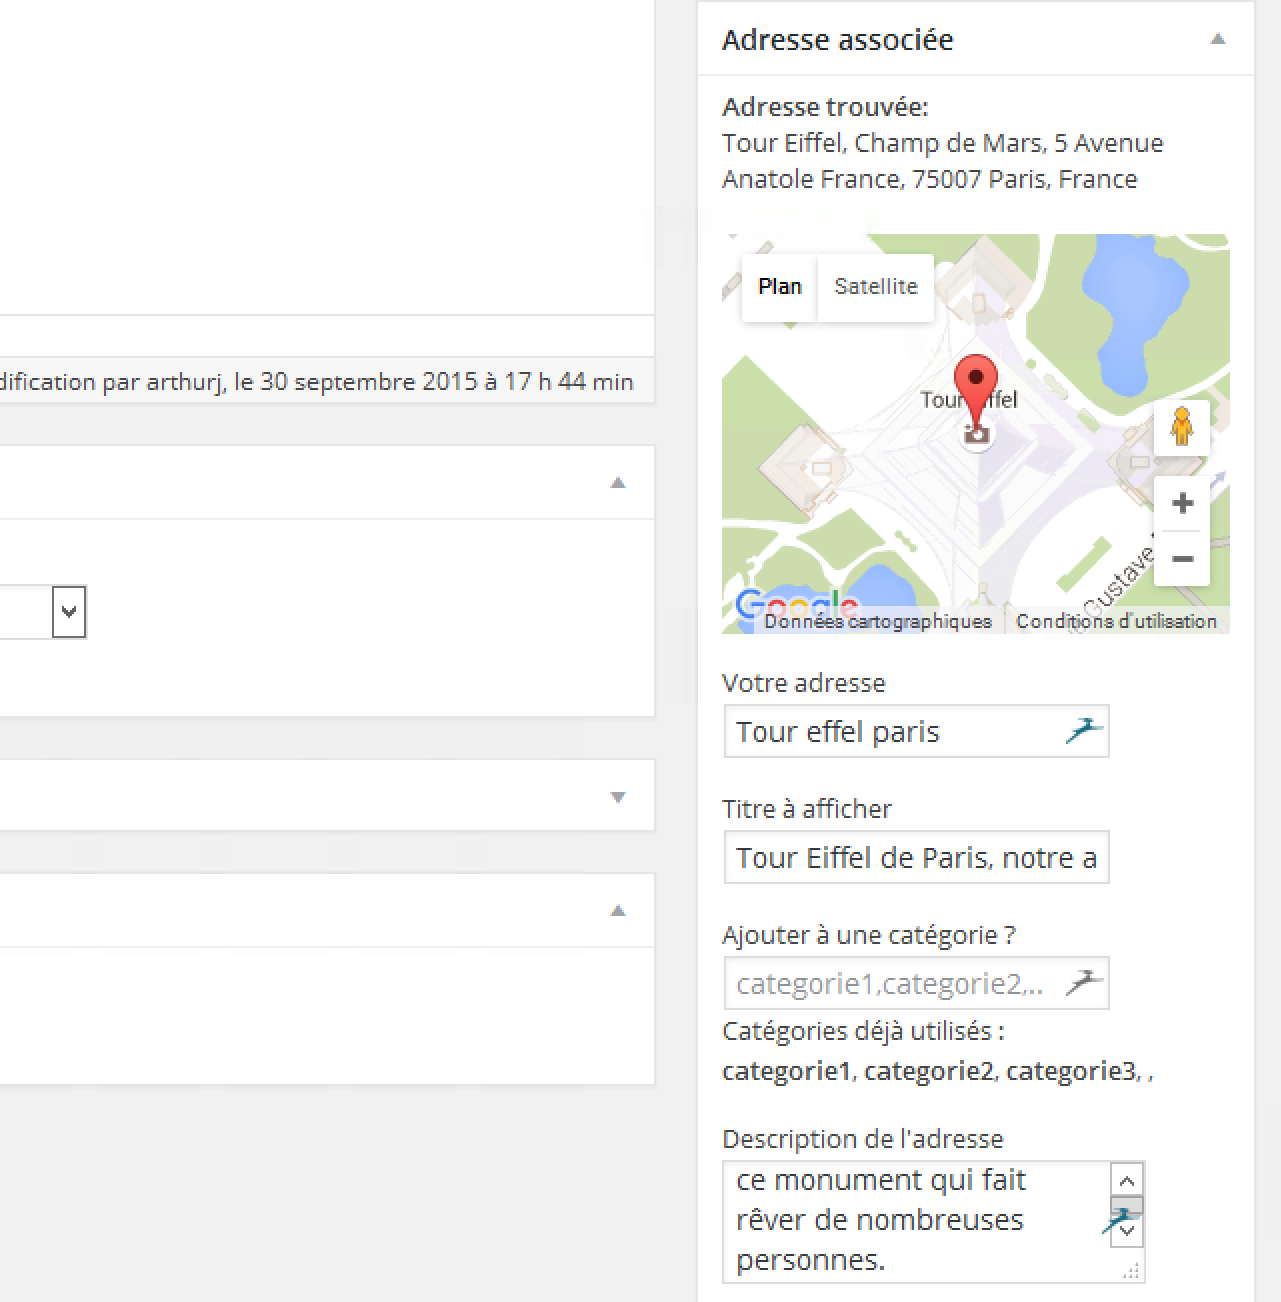 Adresse associée
Adresse trouvée:
Tour Eiffel, Champ de Mars, 5 Avenue
Anatole France, 75007 Paris, France
Plan Satellite
Tour Eiffel
Gustave
Google
Données cartographiques Conditions d'utilisation
dification par arthurj, le 30 septembre 2015 à 17 h 44 min
Votre adresse
Tour effel paris
Titre à afficher
Tour Eiffel de Paris, notre a
Ajouter à une catégorie ?
categorie1,categorie2,..
Catégories déjà utilisés :
categorie1, categorie2, categorie3, ,
Description de l'adresse
ce monument qui fait
rêver de nombreuses
personnes.